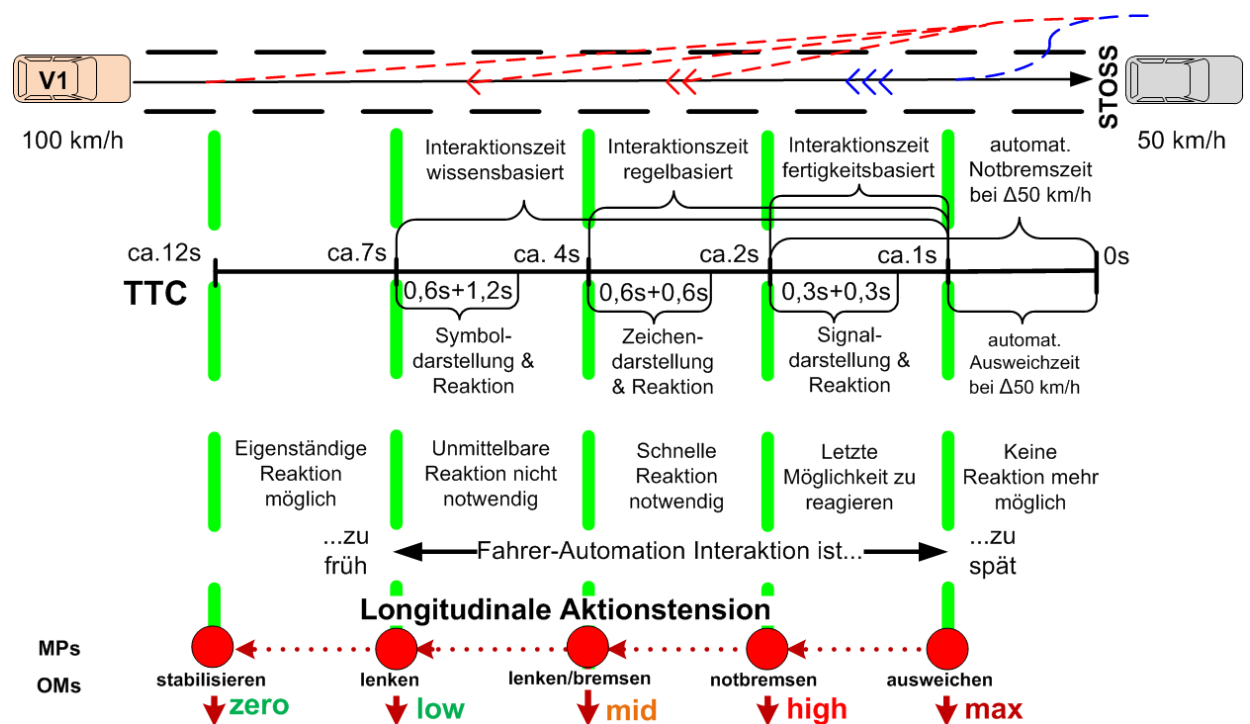 V1
100 km/h
STOSS
50 km/h
Interaktionszeit
wissensbasiert
Interaktionszeit
regelbasiert
Interaktionszeit
fertigkeitsbasiert
automat.
Notbremszeit
bei Δ50 km/h
ca.12s
ca.7s
ca. 4s
ca.2s
ca.1s
0s
TTC
0,6s+1,2s
0,6s+0,6s
0,3s+0,3s
Symbol-
darstellung &
Reaktion
Zeichen-
darstellung
& Reaktion
Signal-
darstellung &
Reaktion
automat.
Ausweichzeit
bei Δ50 km/h
Eigenständige
Reaktion
möglich
Unmittelbare
Reaktion nicht
notwendig
Schnelle
Reaktion
notwendig
Letzte
Möglichkeit zu
reagieren
Keine
Reaktion mehr
möglich
...zu
früh
Fahrer-Automation Interaktion ist...
...zu
spät
Longitudinale Aktionstension
MPs
OMs
stabilisieren
lenken
lenken/bremsen
notbremsen
ausweichen
zero
low
mid
high
max